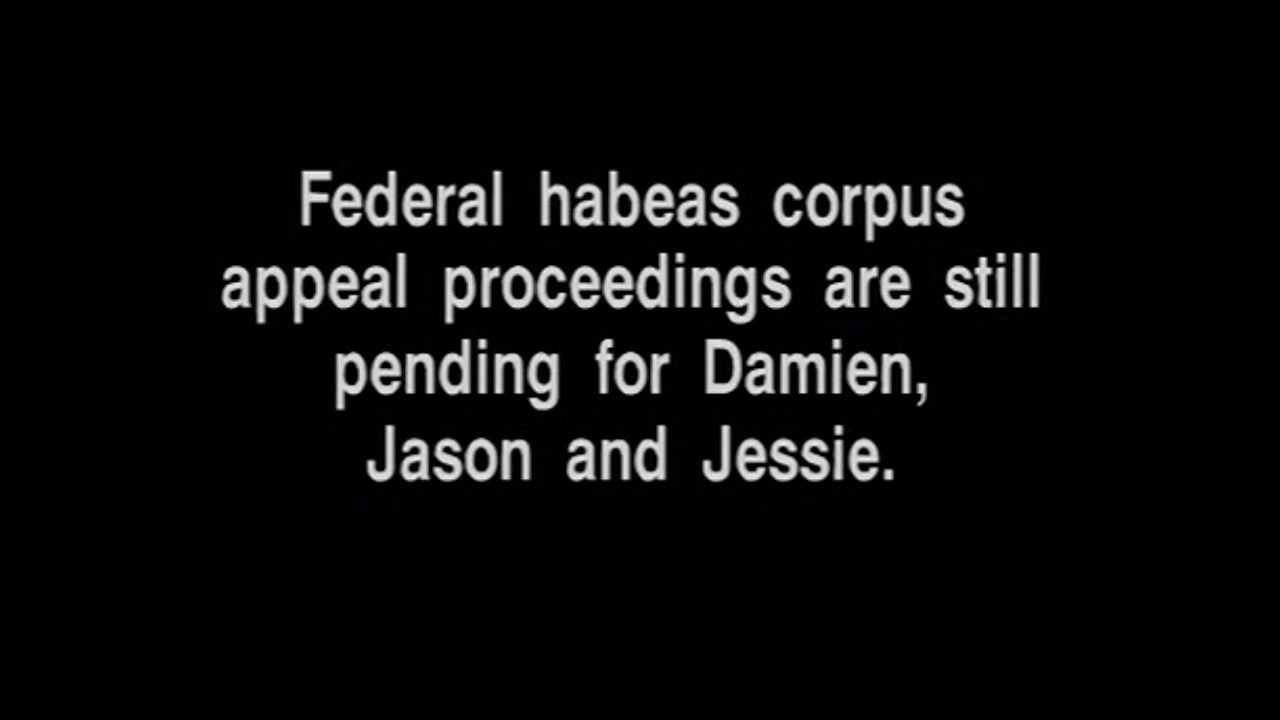 Federal habeas corpus
appeal proceedings are still
pending for Damien,
Jason and Jessie.